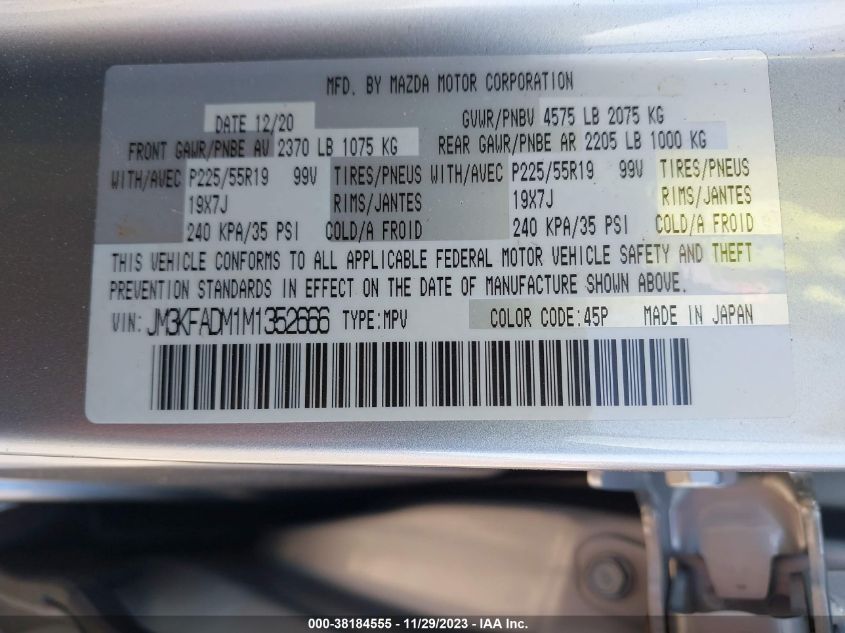 MFD. BY MAZDA MOTOR CORPORATION
DATE 12/20 GVWR/PNBV 4575 LB 2075 KG
FRONT GAWR/PNBE AV 2370 LB 1075 KG REAR GAWR/PNBE AR 2205 LB 1000 KG
WITH/AVEC P225/55R19 99V TIRES/PNEUS WITH/AVEC P225/55R19 99V TIRES/PNEUS
19X7J RIMS/JANTES 19X7J RIMS/JANTES
240 KPA/35 PSI COLD/A FROID 240 KPA/35 PSI COLD/A FROID
THIS VEHICLE CONFORMS TO ALL APPLICABLE FEDERAL MOTOR VEHICLE SAFETY AND THEFT
PREVENTION STANDARDS IN EFFECT ON THE DATE OF MANUFACTURE SHOWN ABOVE.
VIN: JM3KFADM1M1352666 TYPE:MPV COLOR CODE:45P MADE IN JAPAN
000-38184555 - 11/29/2023 - IAA Inc.